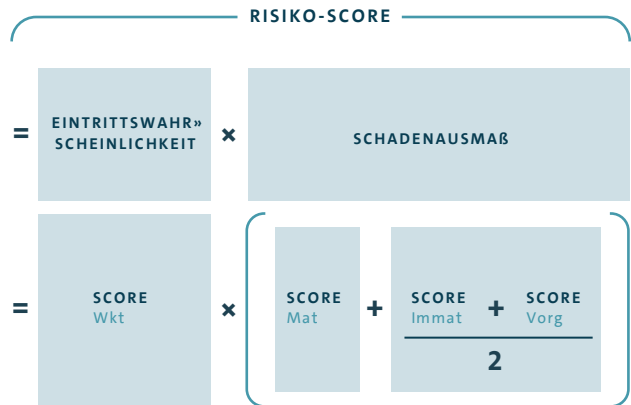 RISIKO-SCORE
= EINTRITTSWAHR» × SCHADENAUSMAß
SCHEINLICHKEIT
= SCORE × ( SCORE + SCORE + SCORE )
Wkt Mat Immat Vorg
2